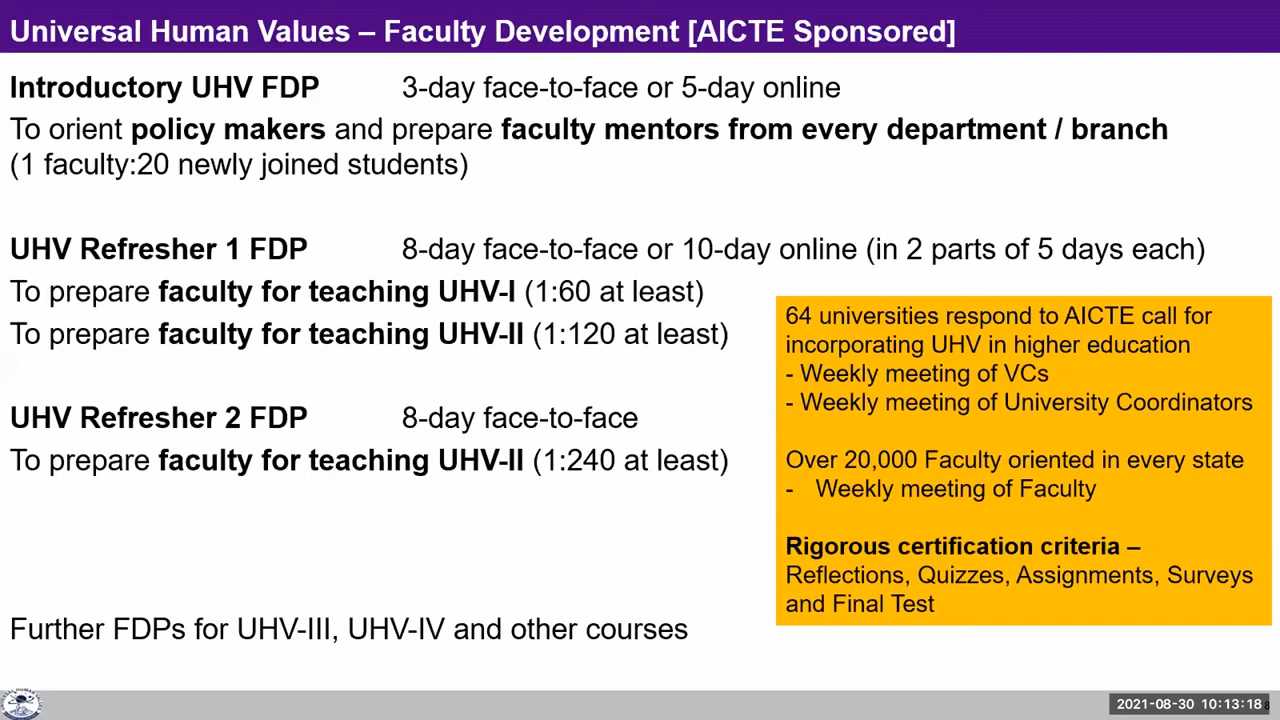 Universal Human Values – Faculty Development [AICTE Sponsored]
Introductory UHV FDP 3-day face-to-face or 5-day online
To orient policy makers and prepare faculty mentors from every department / branch
(1 faculty:20 newly joined students)
UHV Refresher 1 FDP 8-day face-to-face or 10-day online (in 2 parts of 5 days each)
To prepare faculty for teaching UHV-I (1:60 at least)
To prepare faculty for teaching UHV-II (1:120 at least)
UHV Refresher 2 FDP 8-day face-to-face
To prepare faculty for teaching UHV-II (1:240 at least)
64 universities respond to AICTE call for
incorporating UHV in higher education
- Weekly meeting of VCs
- Weekly meeting of University Coordinators
Over 20,000 Faculty oriented in every state
- Weekly meeting of Faculty
Rigorous certification criteria –
Reflections, Quizzes, Assignments, Surveys
and Final Test
Further FDPs for UHV-III, UHV-IV and other courses
2021-08-30 10:13:18